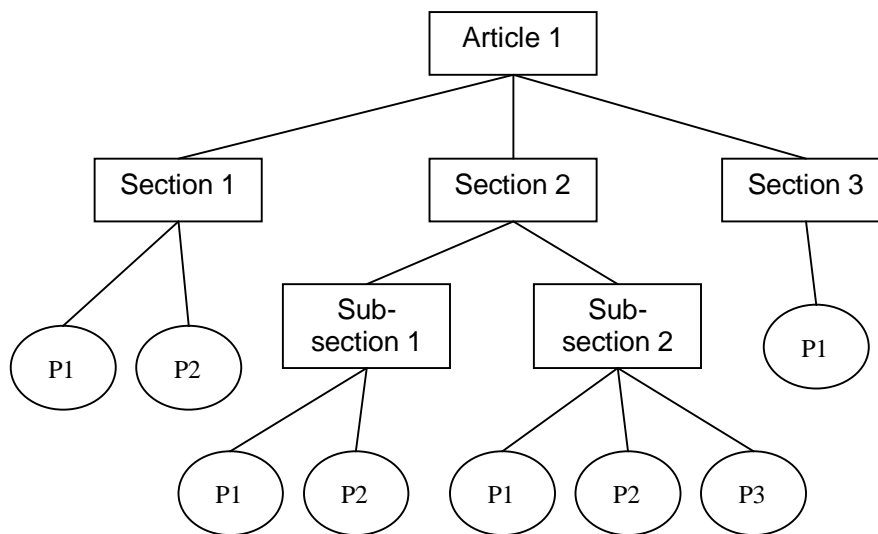 Article 1
Section 1
Section 2
Section 3
Sub-
section 1
Sub-
section 2
P1
P2
P1
P1
P2
P1
P2
P3